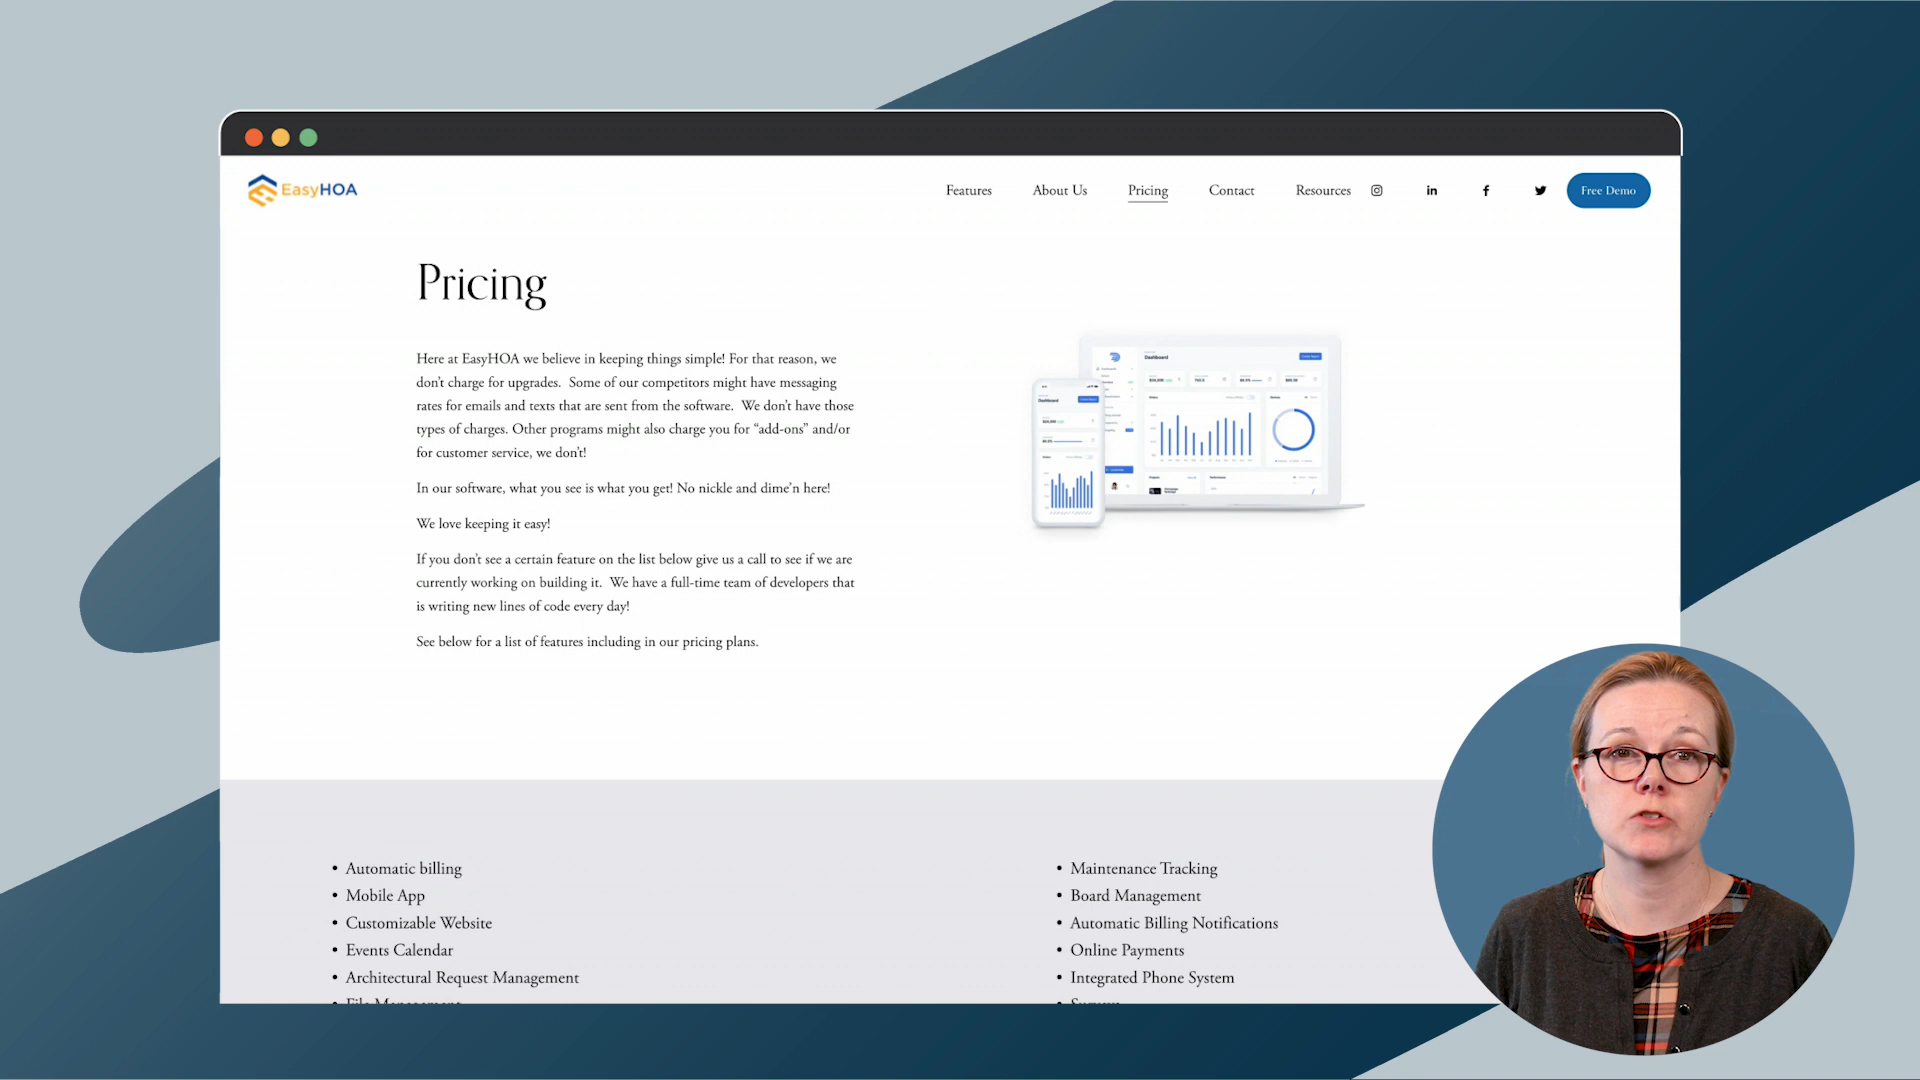 EasyHOA
Features
About Us
Pricing
Contact
Resources
Free Demo
Pricing
Here at EasyHOA we believe in keeping things simple! For that reason, we
don't charge for upgrades.  Some of our competitors might have messaging
rates for emails and texts that are sent from the software.  We don't have those
types of charges. Other programs might also charge you for “add-ons” and/or
for customer service, we don't!
In our software, what you see is what you get! No nickle and dime'n here!
We love keeping it easy!
If you don't see a certain feature on the list below give us a call to see if we are
currently working on building it.  We have a full-time team of developers that
is writing new lines of code every day!
See below for a list of features including in our pricing plans.
Dashboard
Dashboard
• Automatic billing
• Mobile App
• Customizable Website
• Events Calendar
• Architectural Request Management
• File Management
• Maintenance Tracking
• Board Management
• Automatic Billing Notifications
• Online Payments
• Integrated Phone System
• Surveys